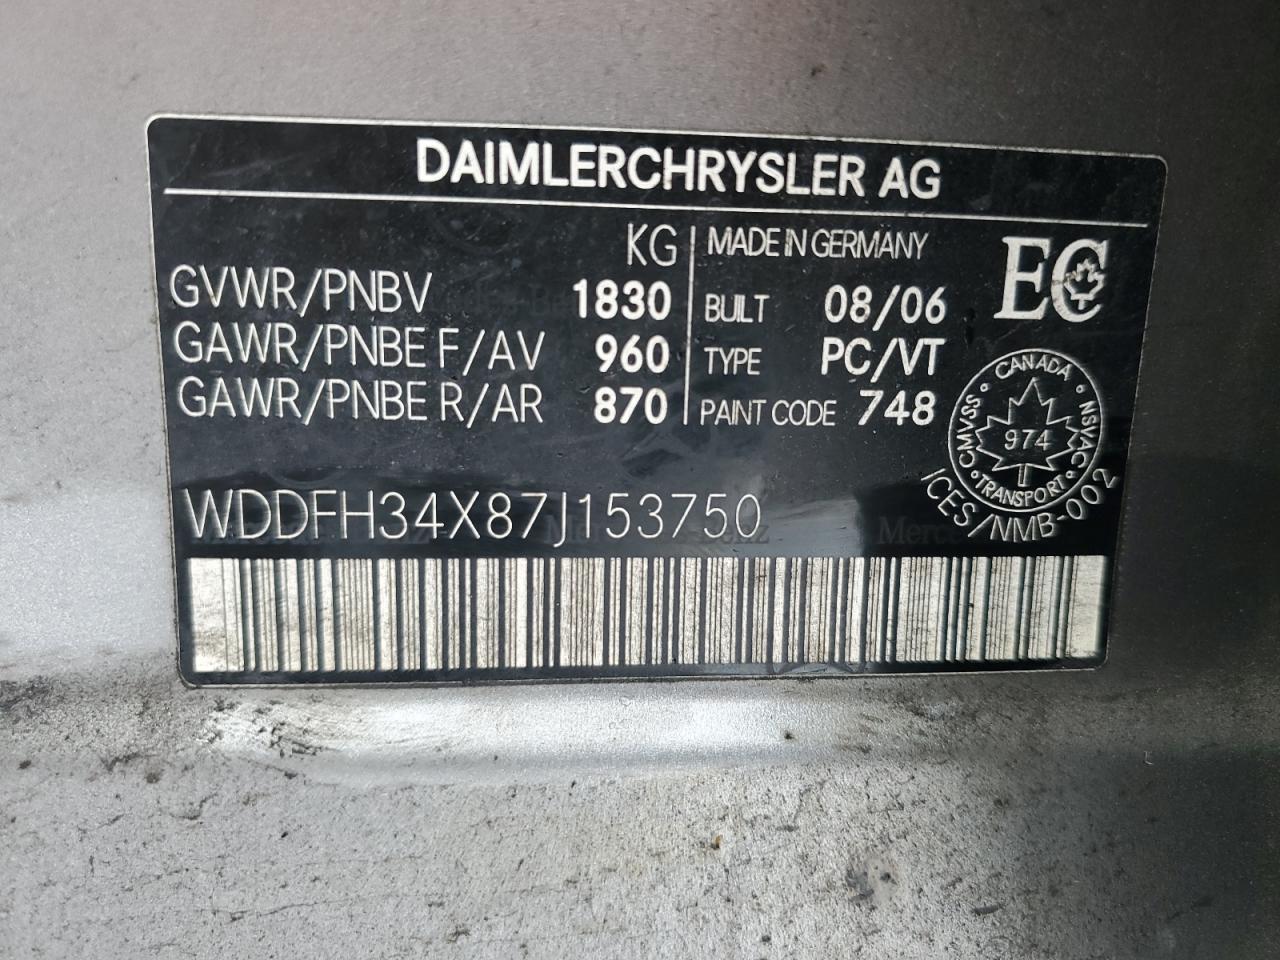 DAIMLERCHRYSLER AG
KG
GVWR/PNBV 1830
GAWR/PNBE F/AV 960
GAWR/PNBE R/AR 870
MADE IN GERMANY
BUILT 08/06
TYPE PC/VT
PAINT CODE 748
EC
CMVSS CANADA NSVAC
974
TRANSPORT
ICES/NMB-002
WDDFH34X87J153750